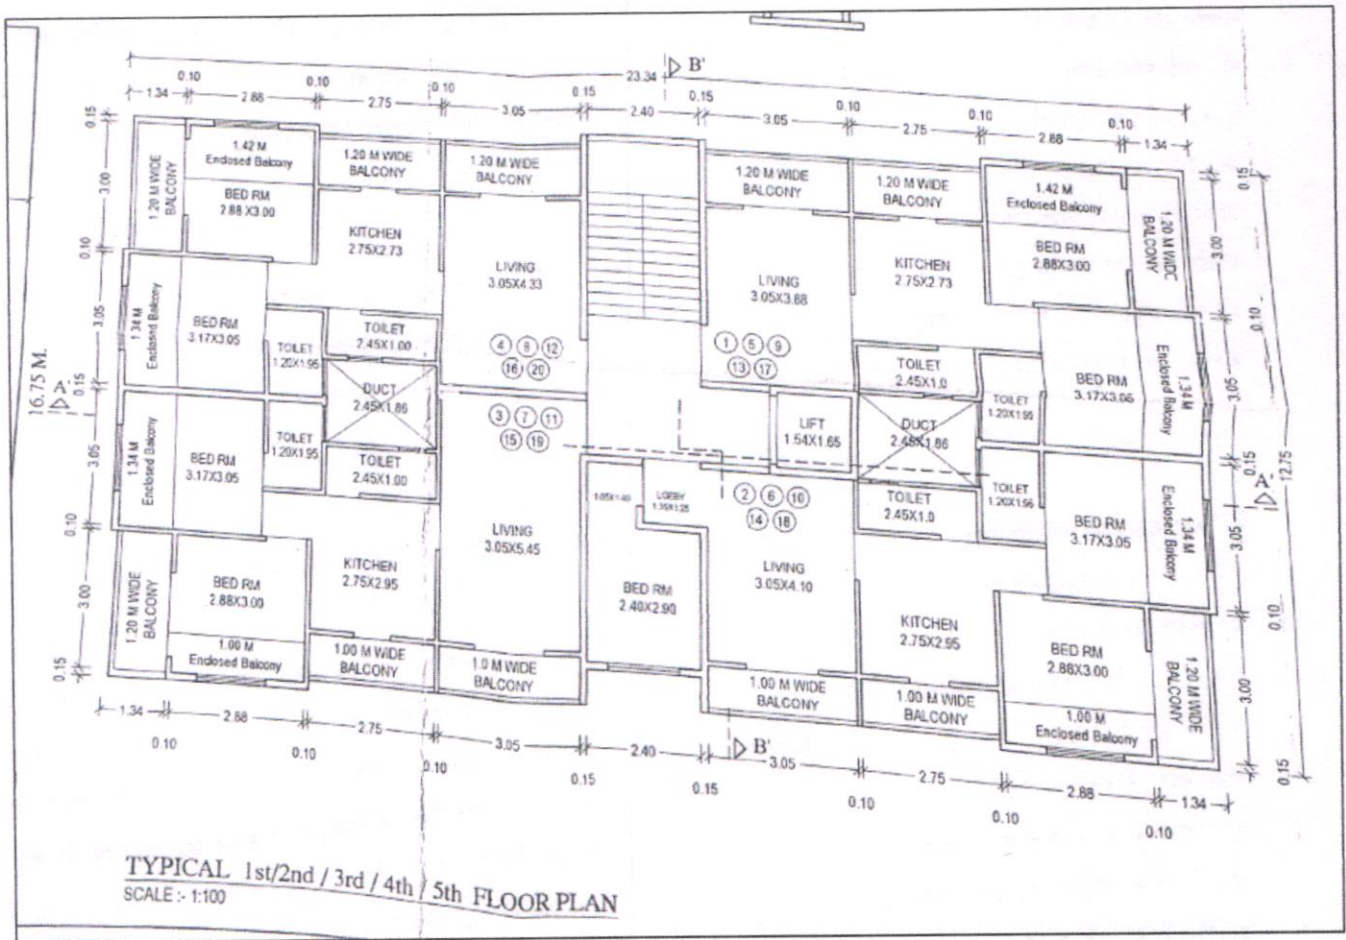 B'
23.34
0.10
0.10
0.10
0.15
0.15
0.10
0.10
0.10
1.34
2.88
2.75
3.05
2.40
3.05
2.75
2.88
1.34
0.15
3.00
0.10
3.05
0.15
3.05
0.10
3.00
0.15
16.75 M.
A'
1.20 M WIDE
BALCONY
1.42 M
Enclosed Balcony
BED RM
2.88 X3.00
1.20 M WIDE
BALCONY
1.20 M WIDE
BALCONY
KITCHEN
2.75X2.73
LIVING
3.05X4.33
4 8 12
16 20
1.34 M
Enclosed Balcony
BED RM
3.17X3.05
TOILET
1.20X1.95
TOILET
2.45X1.00
DUCT
2.45X1.86
1.20 M WIDE
BALCONY
1.20 M WIDE
BALCONY
1.42 M
Enclosed Balcony
BED RM
2.88X3.00
1.20 M WIDE
BALCONY
LIVING
3.05X3.88
KITCHEN
2.75X2.73
1 5 9
13 17
TOILET
2.45X1.0
TOILET
1.20X1.95
BED RM
3.17X3.05
1.34 M
Enclosed Balcony
LIFT
1.54X1.65
DUCT
2.45X1.86
1.34 M
Enclosed Balcony
BED RM
3.17X3.05
TOILET
1.20X1.95
TOILET
2.45X1.00
3 7 11
15 19
LIVING
3.05X5.45
KITCHEN
2.75X2.95
BED RM
2.88X3.00
1.00 M
Enclosed Balcony
1.20 M WIDE
BALCONY
1.00 M WIDE
BALCONY
1.0 M WIDE
BALCONY
LOBBY
BED RM
2.40X2.90
2 6 10
14 18
LIVING
3.05X4.10
TOILET
2.45X1.0
TOILET
1.20X1.95
BED RM
3.17X3.05
1.34 M
Enclosed Balcony
KITCHEN
2.75X2.95
BED RM
2.88X3.00
1.00 M
Enclosed Balcony
1.20 M WIDE
BALCONY
1.00 M WIDE
BALCONY
1.00 M WIDE
BALCONY
0.15
3.00
0.10
3.05
0.15
3.05
0.10
3.00
0.15
12.75
A'
1.34
2.88
2.75
3.05
2.40
3.05
2.75
2.88
1.34
0.10
0.10
0.10
0.15
0.15
0.10
0.10
0.10
B'
TYPICAL 1st/2nd / 3rd / 4th / 5th FLOOR PLAN
SCALE :- 1:100